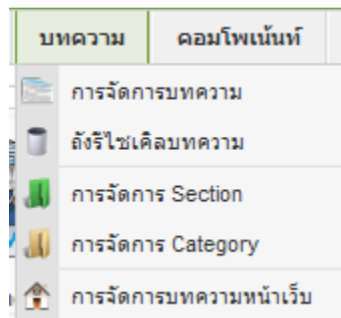 บทความ
คอมโพเน้นท์
การจัดการบทความ
ถังรีไซเคิลบทความ
การจัดการ Section
การจัดการ Category
การจัดการบทความหน้าเว็บ